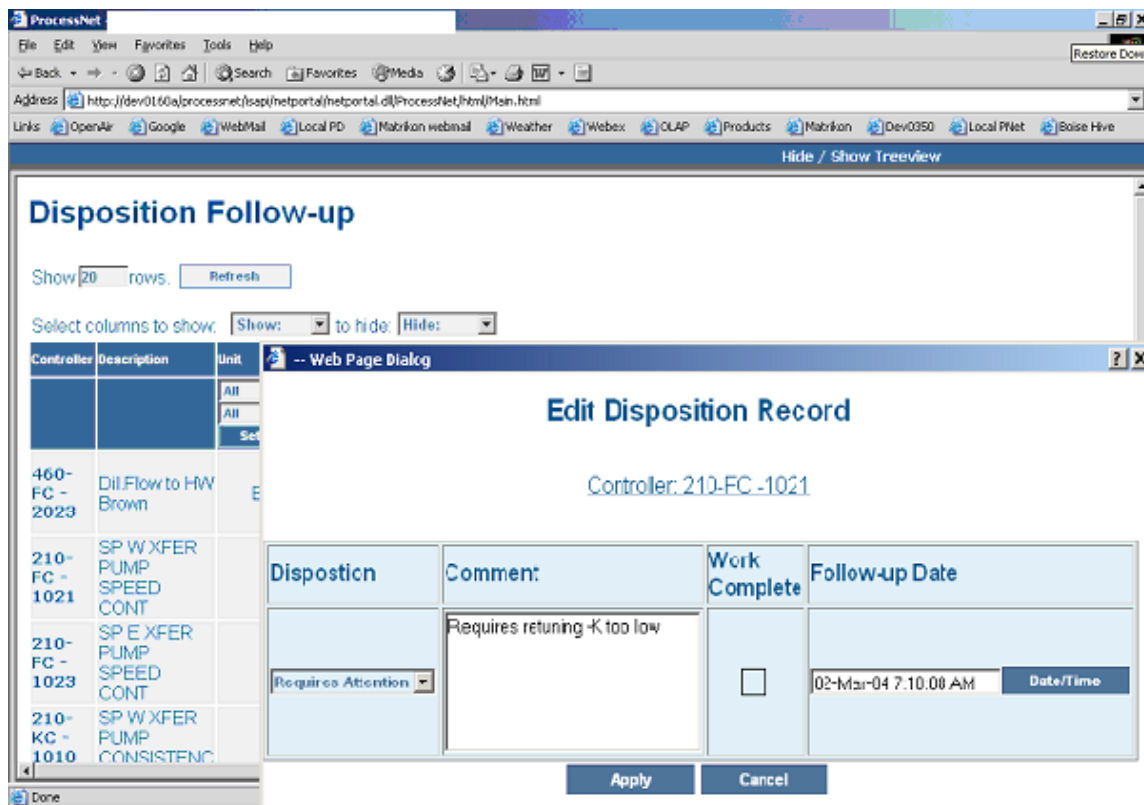 ProcessNet -
File Edit View Favorites Tools Help
Restore Down
Back Search Favorites Media
Address http://dev0160a/processnet/isapi/netportal/netportal.dll/ProcessNet/html/Main.html
Links OpenAir Google WebMail Local PD Matrikon webmail Weather Webex OLAP Products Matrikon Dev0350 Local PNet Boise Hive
Hide / Show Treeview
Disposition Follow-up
Show 20 rows. Refresh
Select columns to show: Show: to hide: Hide:
Controller Description Unit
All
All
Set
460-
FC -
2023
Dil.Flow to HW
Brown
210-
FC -
1021
SP W XFER
PUMP
SPEED
CONT
210-
FC -
1023
SP E XFER
PUMP
SPEED
CONT
210-
KC -
1010
SP W XFER
PUMP
CONSISTENC
-- Web Page Dialog
Edit Disposition Record
Controller: 210-FC -1021
Dispostion Comment Work Complete Follow-up Date
Requires Attention
Requires retuning -K too low
02-Mar-04 7.10.08 AM Date/Time
Apply Cancel
Done